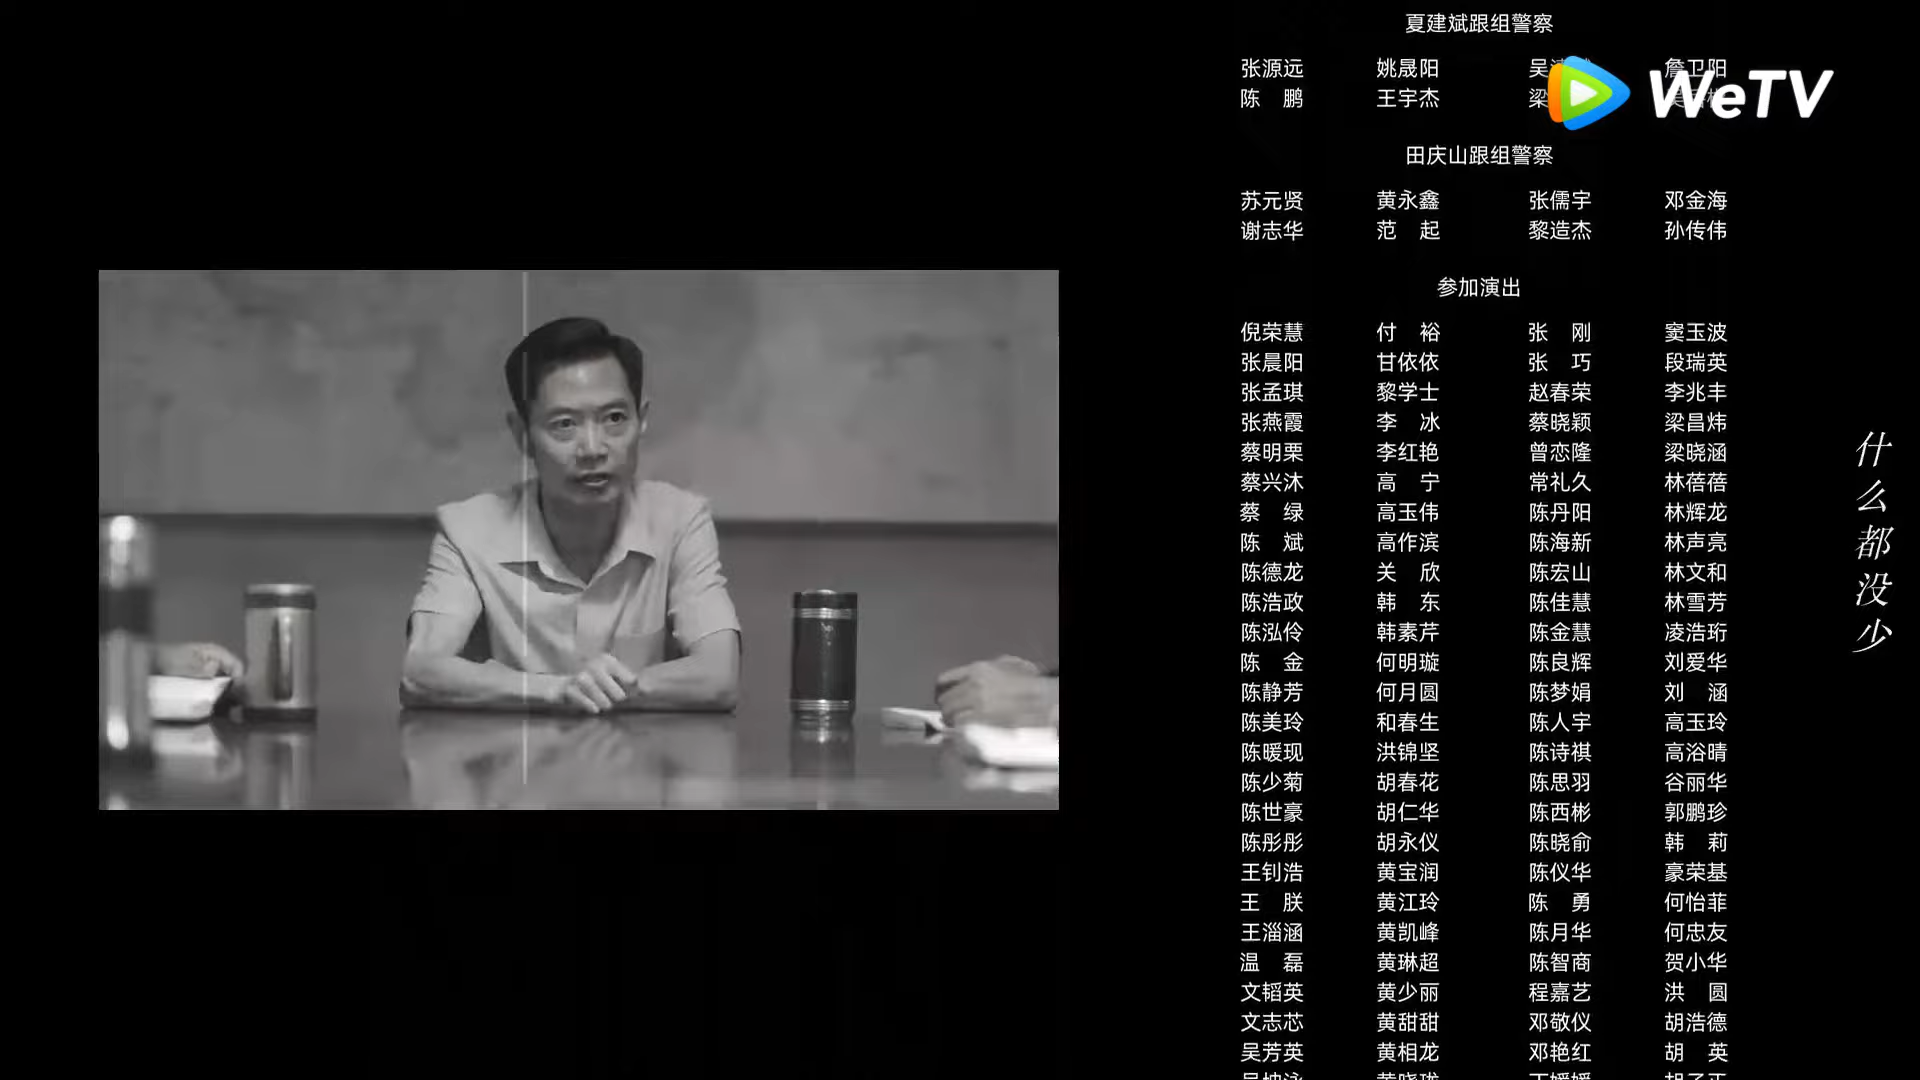 夏建斌跟组警察
WeTV
张源远 姚晟阳 吴 詹卫阳
陈 鹏 王宇杰 梁
田庆山跟组警察
苏元贤 黄永鑫 张儒宇 邓金海
谢志华 范 起 黎造杰 孙传伟
参加演出
倪荣慧 付 裕 张 刚 窦玉波
张晨阳 甘依依 张 巧 段瑞英
张孟琪 黎学士 赵春荣 李兆丰
张燕霞 李 冰 蔡晓颖 梁昌炜
蔡明栗 李红艳 曾恋隆 梁晓涵
蔡兴沐 高 宁 常礼久 林蓓蓓
蔡 绿 高玉伟 陈丹阳 林辉龙
陈 斌 高作滨 陈海新 林声亮
陈德龙 关 欣 陈宏山 林文和
陈浩政 韩 东 陈佳慧 林雪芳
陈泓伶 韩素芹 陈金慧 凌浩珩
陈 金 何明璇 陈良辉 刘爱华
陈静芳 何月圆 陈梦娟 刘 涵
陈美玲 和春生 陈人宇 高玉玲
陈暖现 洪锦坚 陈诗祺 高浴晴
陈少菊 胡春花 陈思羽 谷丽华
陈世豪 胡仁华 陈西彬 郭鹏珍
陈彤彤 胡永仪 陈晓俞 韩 莉
王钊浩 黄宝润 陈仪华 豪荣基
王 朕 黄江玲 陈 勇 何怡菲
王淄涵 黄凯峰 陈月华 何忠友
温 磊 黄琳超 陈智商 贺小华
文韬英 黄少丽 程嘉艺 洪 圆
文志芯 黄甜甜 邓敬仪 胡浩德
吴芳英 黄相龙 邓艳红 胡 英
什么都没少